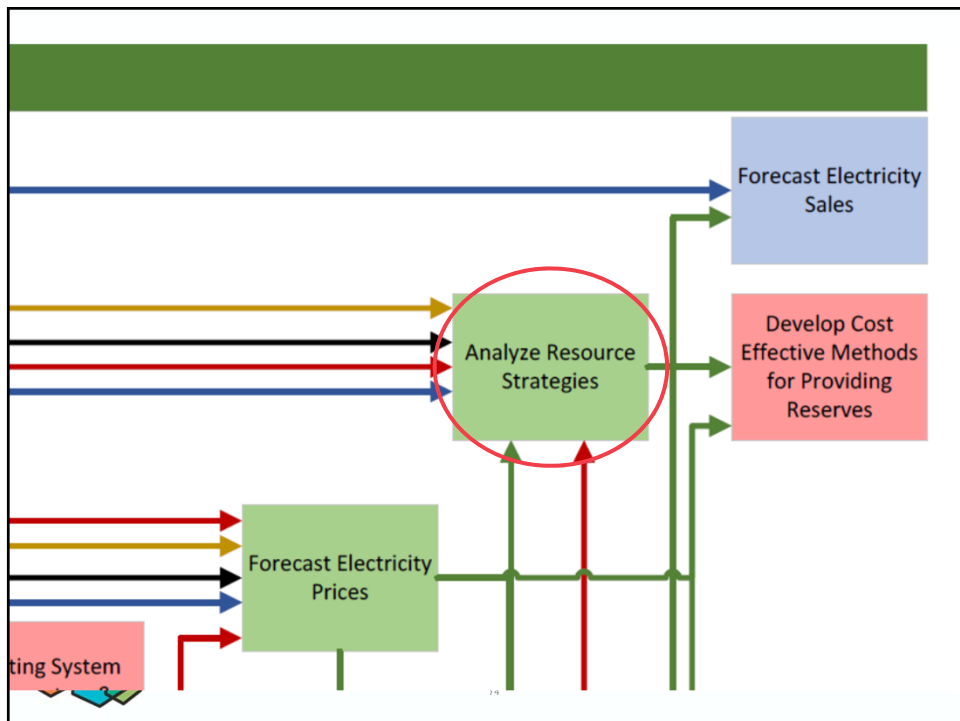 Forecast Electricity
Sales
Develop Cost
Effective Methods
for Providing
Reserves
Analyze Resource
Strategies
Forecast Electricity
Prices
ting System